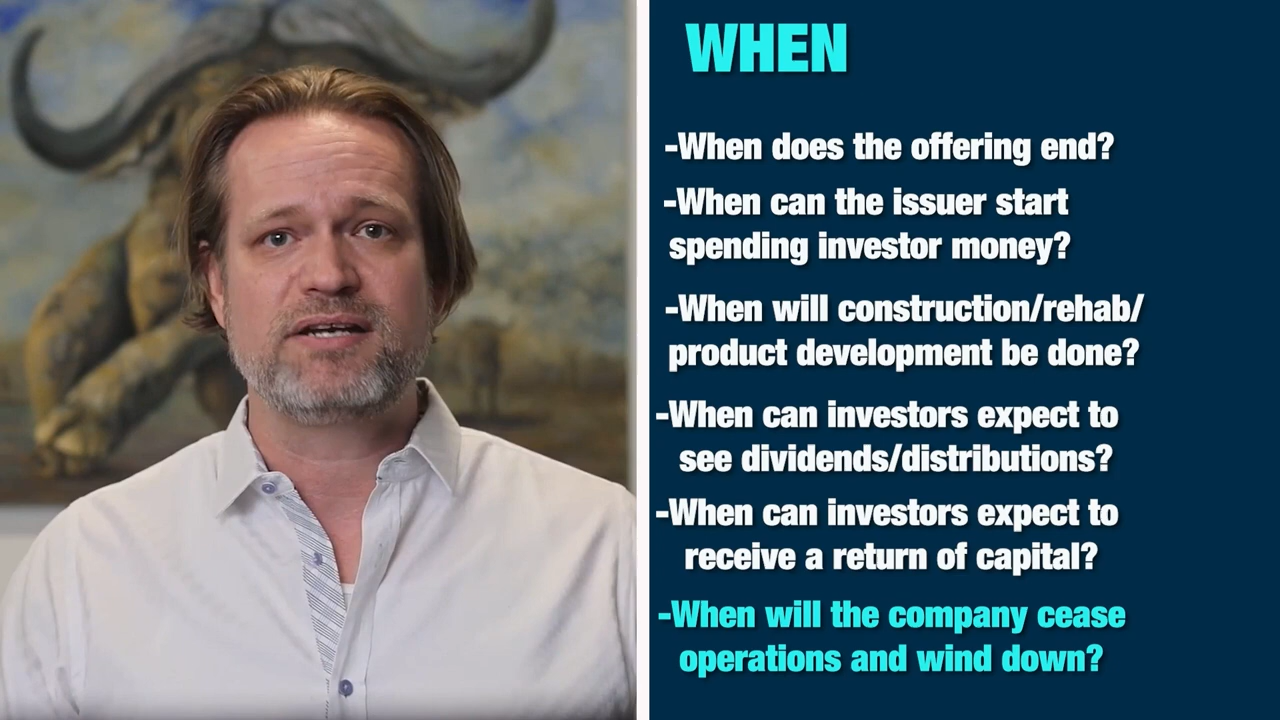 WHEN
-When does the offering end?
-When can the issuer start
spending investor money?
-When will construction/rehab/
product development be done?
-When can investors expect to
see dividends/distributions?
-When can investors expect to
receive a return of capital?
-When will the company cease
operations and wind down?